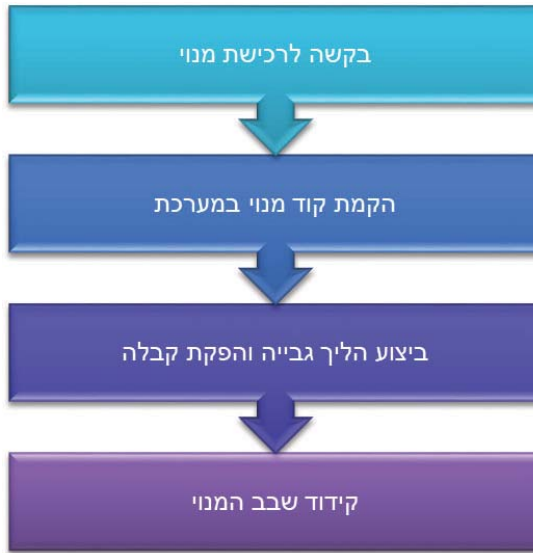 בקשה לרכישת מנוי
הקמת קוד מנוי במערכת
ביצוע הליך גבייה והפקת קבלה
קידוד שבב המנוי